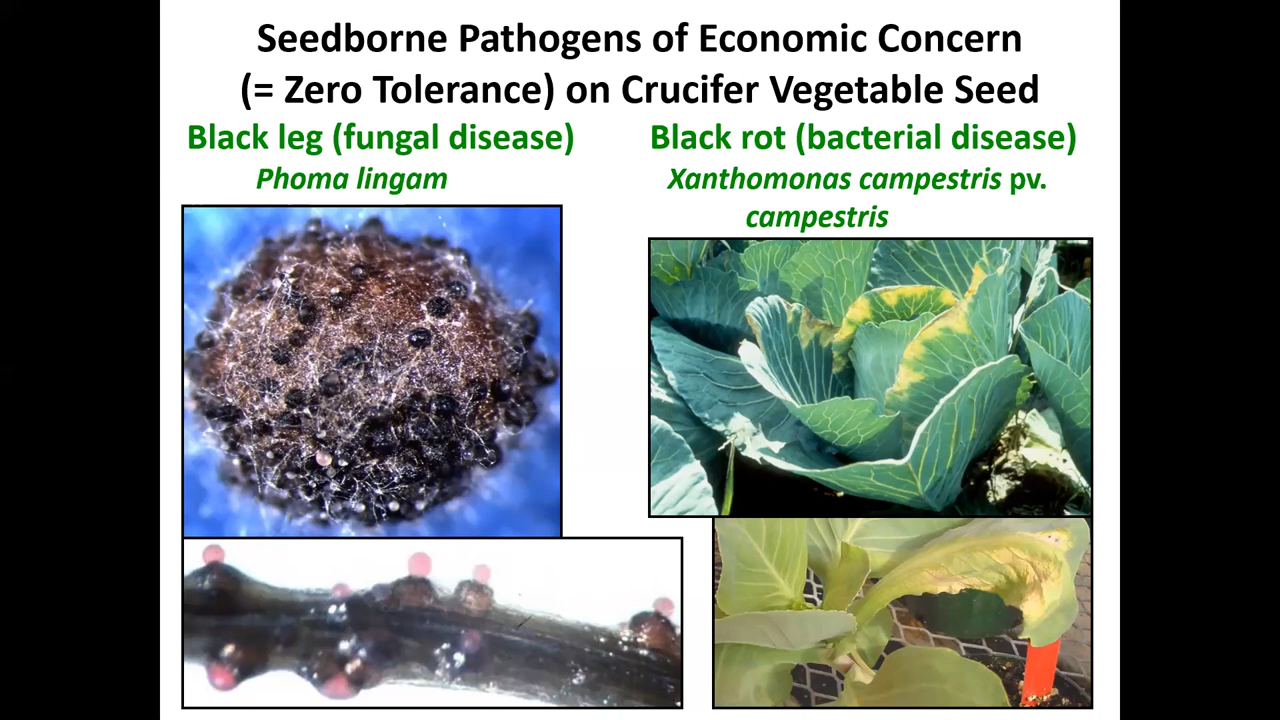 Seedborne Pathogens of Economic Concern
(= Zero Tolerance) on Crucifer Vegetable Seed
Black leg (fungal disease)
Phoma lingam
Black rot (bacterial disease)
Xanthomonas campestris pv.
campestris